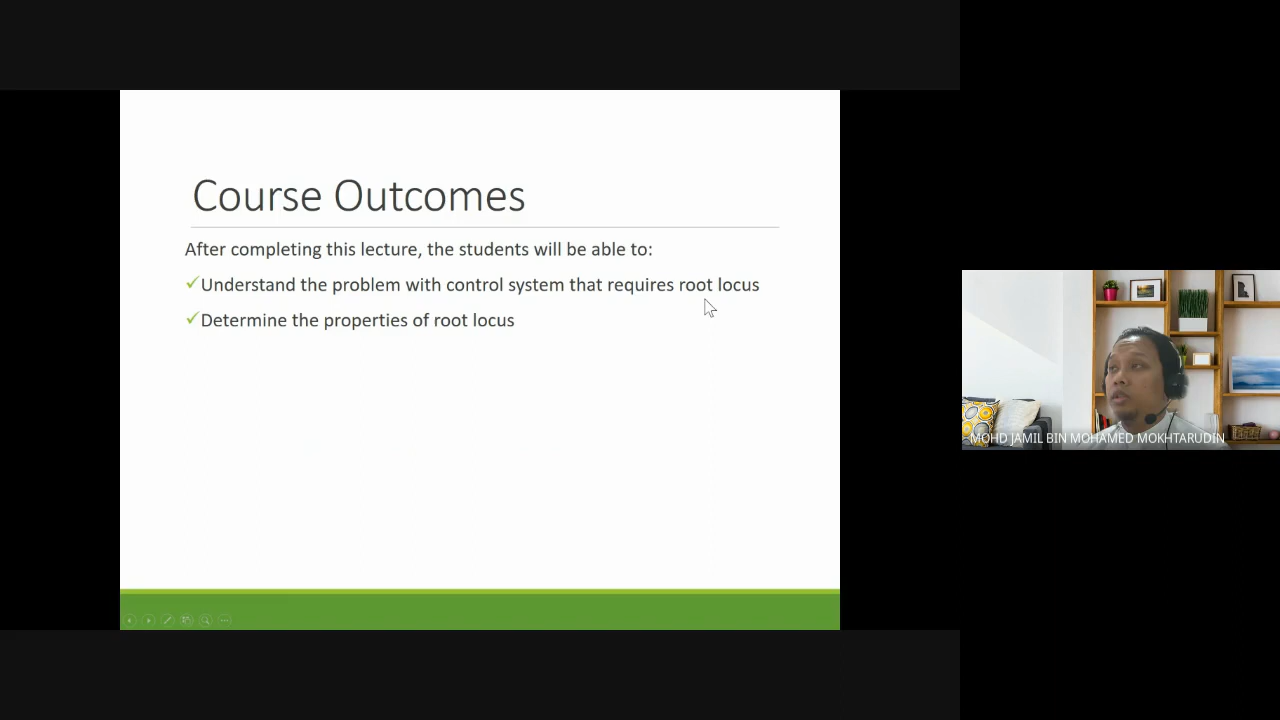 Course Outcomes
After completing this lecture, the students will be able to:
✓Understand the problem with control system that requires root locus
✓Determine the properties of root locus
MOHD JAMIL BIN MOHAMED MOKHTARUDIN